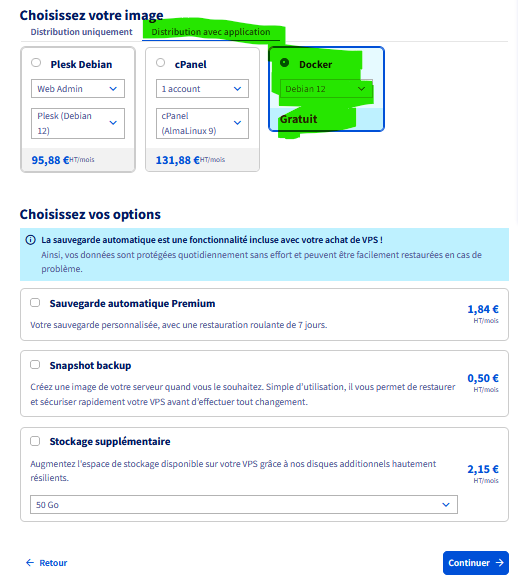 Choisissez votre image
Distribution uniquement
Distribution avec application
Plesk Debian
Web Admin
Plesk (Debian
12)
95,88 €HT/mois
cPanel
1 account
cPanel
(AlmaLinux 9)
131,88 €HT/mois
Docker
Debian 12
Gratuit
Choisissez vos options
La sauvegarde automatique est une fonctionnalité incluse avec votre achat de VPS !
Ainsi, vos données sont protégées quotidiennement sans effort et peuvent être facilement restaurées en cas de
problème.
Sauvegarde automatique Premium
Votre sauvegarde personnalisée, avec une restauration roulante de 7 jours.
1,84 €
HT/mois
Snapshot backup
Créez une image de votre serveur quand vous le souhaitez. Simple d'utilisation, il vous permet de restaurer
et sécuriser rapidement votre VPS avant d'effectuer tout changement.
0,50 €
HT/mois
Stockage supplémentaire
Augmentez l'espace de stockage disponible sur votre VPS grâce à nos disques additionnels hautement
résilients.
2,15 €
HT/mois
50 Go
Retour
Continuer